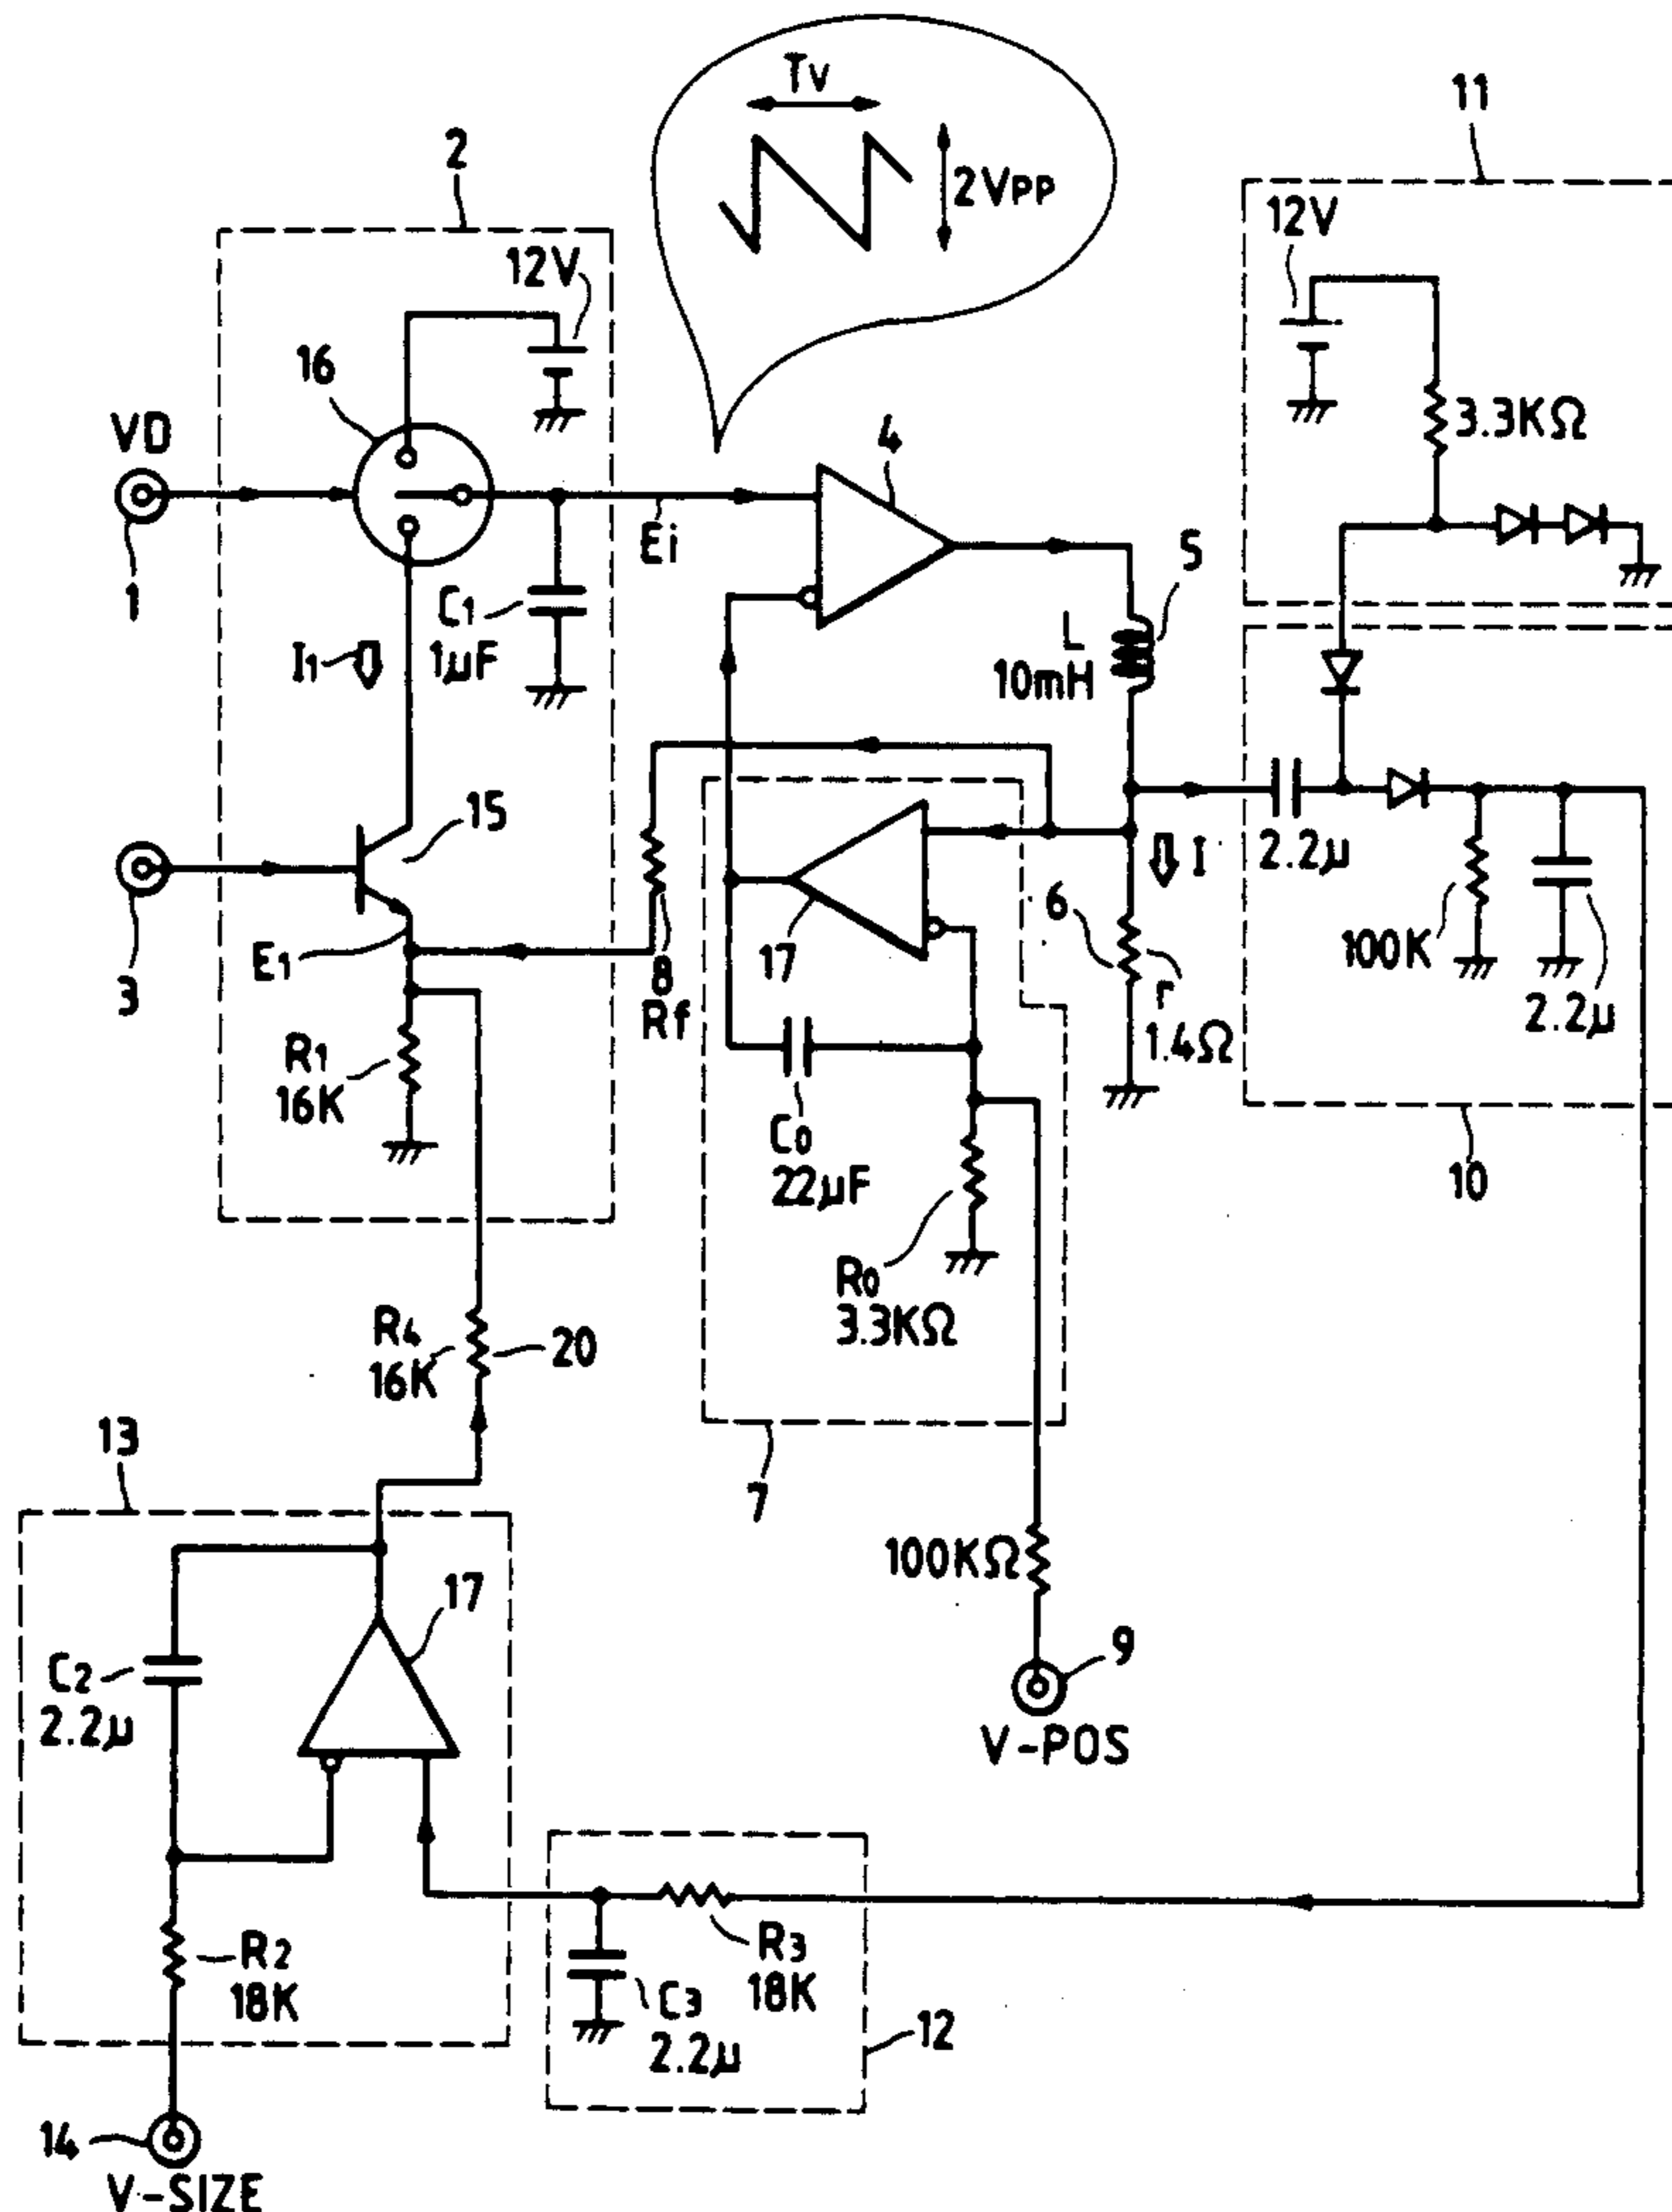 Tv
2VPP
11
2
12V
12V
16
4
3.3KΩ
VD
1
Ei
5
C1
1μF
I1
L
10mH
15
I
2.2μ
3
E1
8
Rf
17
6
r
1.4Ω
100K
2.2μ
R1
16K
C0
22μF
10
R0
3.3KΩ
R4
16K
20
13
7
17
100KΩ
C2
2.2μ
9
V-POS
R2
18K
R3
18K
C3
2.2μ
12
14
V-SIZE